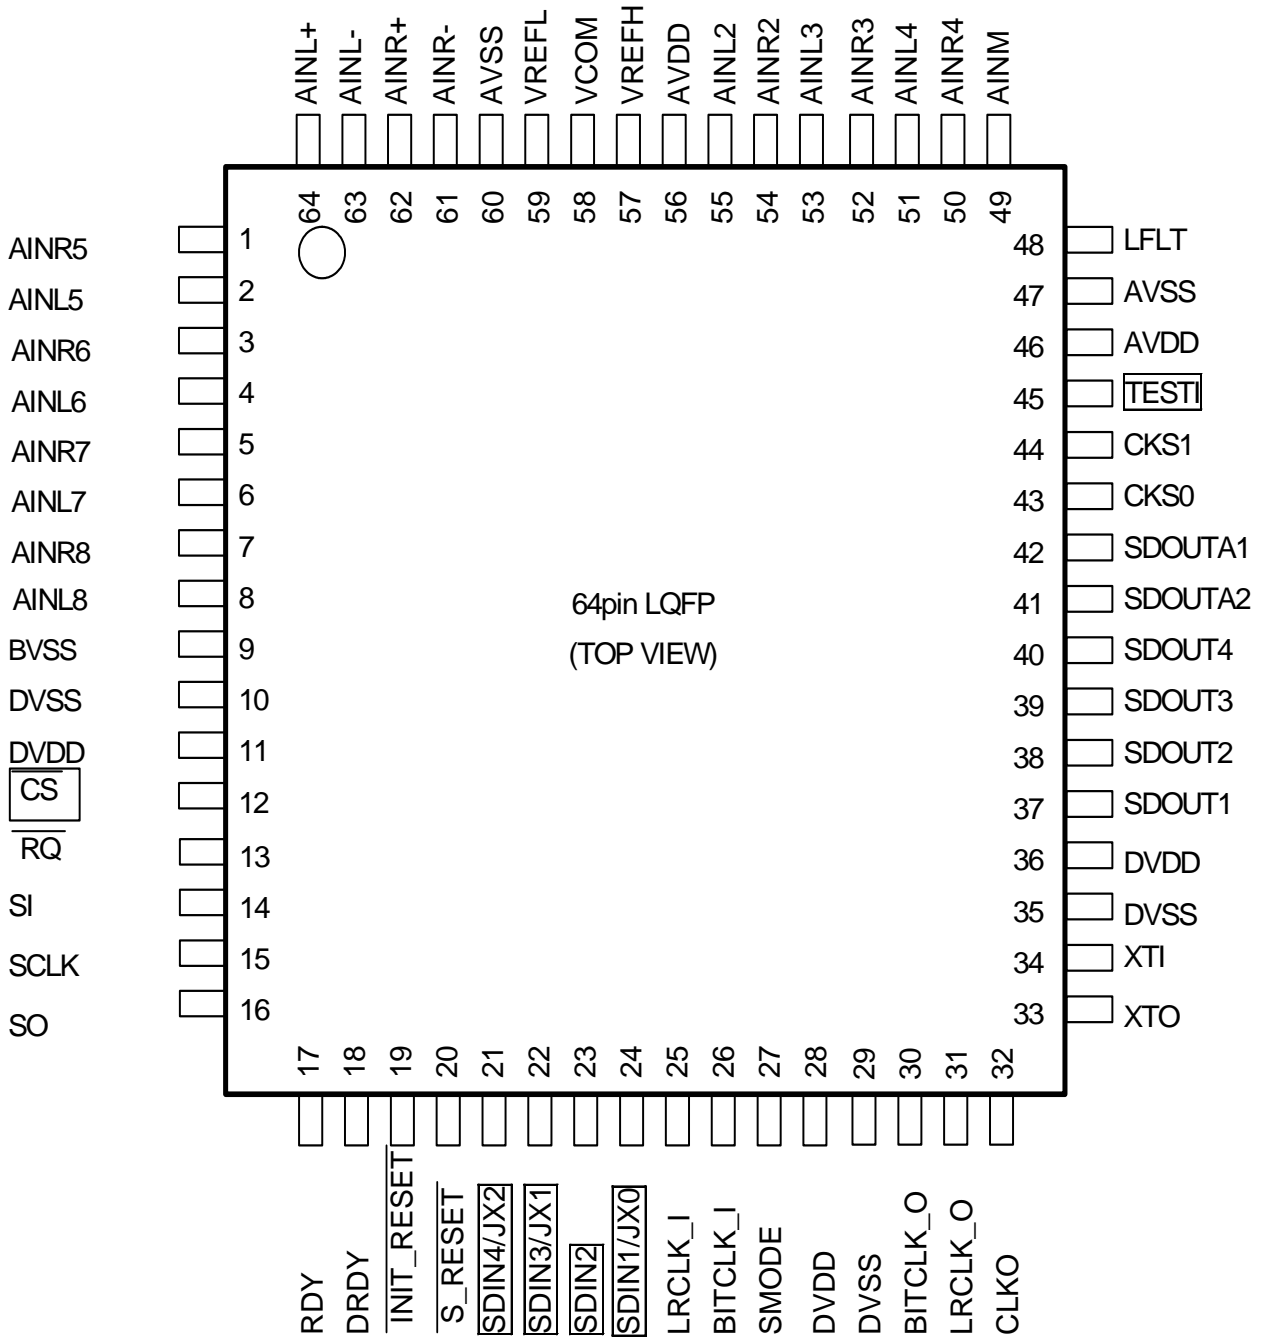 AINL+ AINL- AINR+ AINR- AVSS VREFL VCOM VREFH AVDD AINL2 AINR2 AINL3 AINR3 AINL4 AINR4 AINM
64 63 62 61 60 59 58 57 56 55 54 53 52 51 50 49
AINR5 1 48 LFLT
AINL5 2 47 AVSS
AINR6 3 46 AVDD
AINL6 4 45 TESTI
AINR7 5 44 CKS1
AINL7 6 43 CKS0
AINR8 7 42 SDOUTA1
AINL8 8 41 SDOUTA2
64pin LQFP
(TOP VIEW)
BVSS 9 40 SDOUT4
DVSS 10 39 SDOUT3
DVDD 11 38 SDOUT2
CS 12 37 SDOUT1
RQ 13 36 DVDD
SI 14 35 DVSS
SCLK 15 34 XTI
SO 16 33 XTO
17 18 19 20 21 22 23 24 25 26 27 28 29 30 31 32
RDY DRDY INIT_RESET S_RESET SDIN4/JX2 SDIN3/JX1 SDIN2 SDIN1/JX0 LRCLK_I BITCLK_I SMODE DVDD DVSS BITCLK_O LRCLK_O CLKO